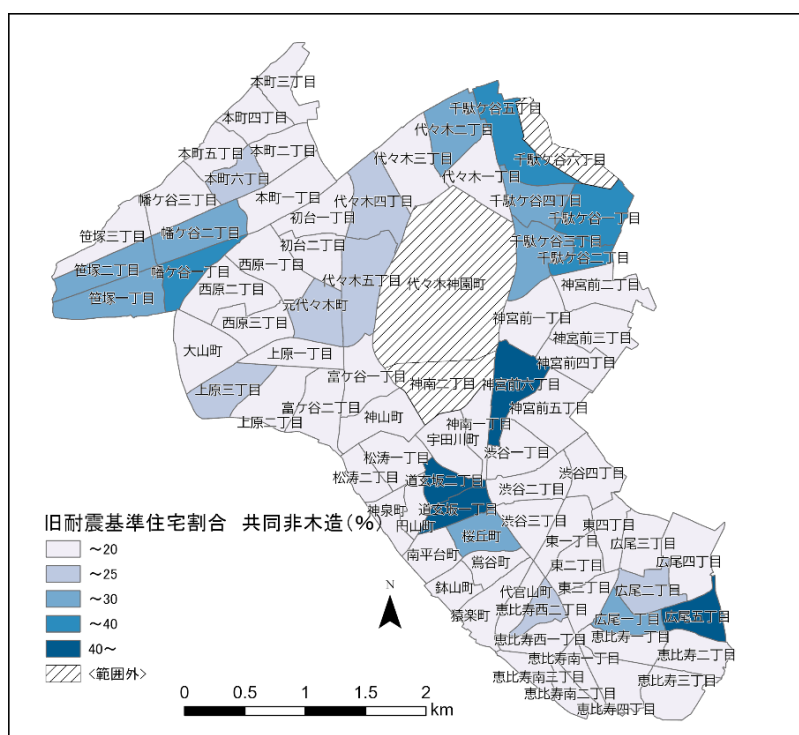 本町三丁目
本町四丁目
本町五丁目
本町二丁目
本町六丁目
幡ケ谷三丁目
本町一丁目
笹塚三丁目
幡ケ谷二丁目
初台一丁目
笹塚二丁目
幡ケ谷一丁目
西原一丁目
初台二丁目
笹塚一丁目
西原二丁目
元代々木町
西原三丁目
大山町
上原一丁目
上原三丁目
上原二丁目
富ケ谷一丁目
富ケ谷二丁目
代々木二丁目
代々木三丁目
代々木一丁目
代々木四丁目
代々木五丁目
代々木神園町
千駄ケ谷五丁目
千駄ケ谷六丁目
千駄ケ谷四丁目
千駄ケ谷一丁目
千駄ケ谷三丁目
千駄ケ谷二丁目
神宮前二丁目
神宮前一丁目
神宮前三丁目
神宮前四丁目
神宮前六丁目
神宮前五丁目
神南二丁目
神山町
神南一丁目
宇田川町
松涛一丁目
松涛二丁目
道玄坂二丁目
道玄坂一丁目
神泉町
円山町
桜丘町
南平台町
鴬谷町
鉢山町
猿楽町
代官山町
渋谷一丁目
渋谷二丁目
渋谷三丁目
渋谷四丁目
東四丁目
東一丁目
東二丁目
東三丁目
広尾三丁目
広尾四丁目
広尾二丁目
広尾一丁目
広尾五丁目
恵比寿西二丁目
恵比寿西一丁目
恵比寿一丁目
恵比寿二丁目
恵比寿南一丁目
恵比寿南三丁目
恵比寿南二丁目
恵比寿三丁目
恵比寿四丁目
旧耐震基準住宅割合 共同非木造(%)
～20
～25
～30
～40
40～
<範囲外>
N
0 0.5 1 1.5 2
km